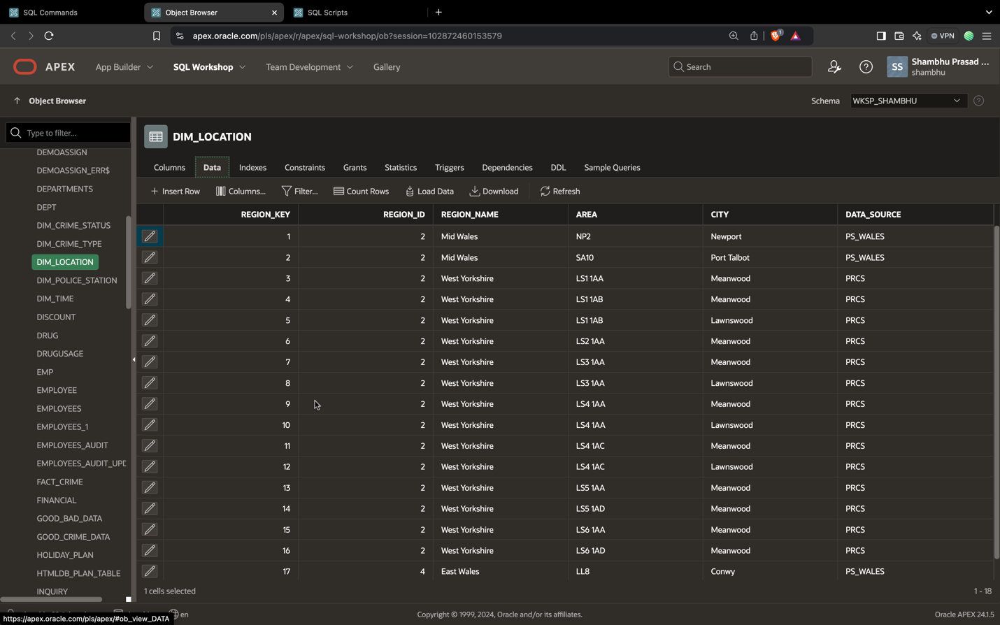 SQL Commands
Object Browser
SQL Scripts
apex.oracle.com/pls/apex/r/apex/sql-workshop/ob?session=102872460153579
1
VPN
APEX
App Builder
SQL Workshop
Team Development
Gallery
Search
SS
Shambhu Prasad ...
shambhu
Object Browser
Schema
WKSP_SHAMBHU
Type to filter...
DEMOASSIGN
DEMOASSIGN_ERR$
DEPARTMENTS
DEPT
DIM_CRIME_STATUS
DIM_CRIME_TYPE
DIM_LOCATION
DIM_POLICE_STATION
DIM_TIME
DISCOUNT
DRUG
DRUGUSAGE
EMP
EMPLOYEE
EMPLOYEES
EMPLOYEES_1
EMPLOYEES_AUDIT
EMPLOYEES_AUDIT_UPD
FACT_CRIME
FINANCIAL
GOOD_BAD_DATA
GOOD_CRIME_DATA
HOLIDAY_PLAN
HTMLDB_PLAN_TABLE
INQUIRY
DIM_LOCATION
Columns Data Indexes Constraints Grants Statistics Triggers Dependencies DDL Sample Queries
Insert Row Columns... Filter... Count Rows Load Data Download Refresh
REGION_KEY REGION_ID REGION_NAME AREA CITY DATA_SOURCE
1 2 Mid Wales NP2 Newport PS_WALES
2 2 Mid Wales SA10 Port Talbot PS_WALES
3 2 West Yorkshire LS1 1AA Meanwood PRCS
4 2 West Yorkshire LS1 1AB Meanwood PRCS
5 2 West Yorkshire LS1 1AB Lawnswood PRCS
6 2 West Yorkshire LS2 1AA Meanwood PRCS
7 2 West Yorkshire LS3 1AA Meanwood PRCS
8 2 West Yorkshire LS3 1AA Lawnswood PRCS
9 2 West Yorkshire LS4 1AA Meanwood PRCS
10 2 West Yorkshire LS4 1AA Lawnswood PRCS
11 2 West Yorkshire LS4 1AC Meanwood PRCS
12 2 West Yorkshire LS4 1AC Lawnswood PRCS
13 2 West Yorkshire LS5 1AA Meanwood PRCS
14 2 West Yorkshire LS5 1AD Meanwood PRCS
15 2 West Yorkshire LS6 1AA Meanwood PRCS
16 2 West Yorkshire LS6 1AD Meanwood PRCS
17 4 East Wales LL8 Conwy PS_WALES
1 cells selected
1 - 18
https://apex.oracle.com/pls/apex/#ob_view_DATA
en
Copyright © 1999, 2024, Oracle and/or its affiliates.
Oracle APEX 24.1.5